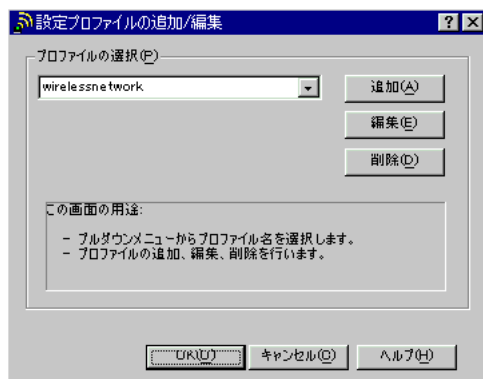 設定プロファイルの追加/編集
プロファイルの選択(P)
wirelessnetwork
追加(A)
編集(E)
削除(D)
この画面の用途:
- プルダウンメニューからプロファイル名を選択します。
- プロファイルの追加、編集、削除を行います。
OK(U) キャンセル(C) ヘルプ(H)